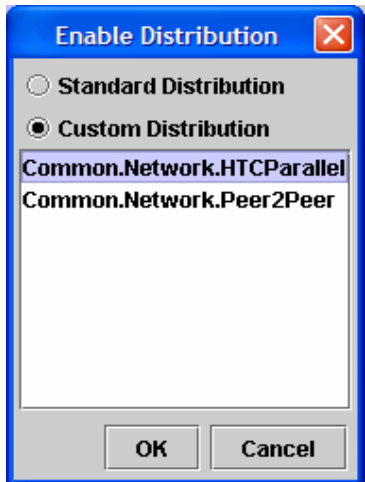 Enable Distribution
Standard Distribution
Custom Distribution
Common.Network.HTCParallel
Common.Network.Peer2Peer
OK Cancel